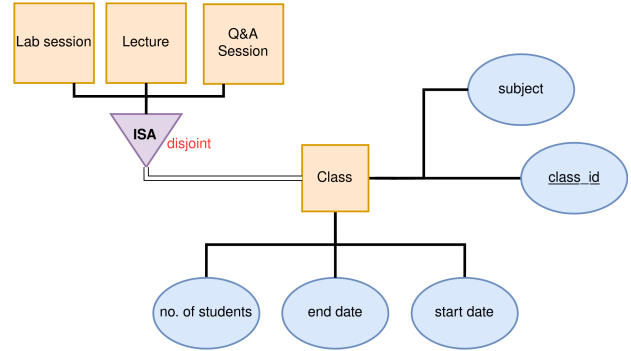 Lab session
Lecture
Q&A
Session
ISA
disjoint
subject
Class
class_id
no. of students
end date
start date